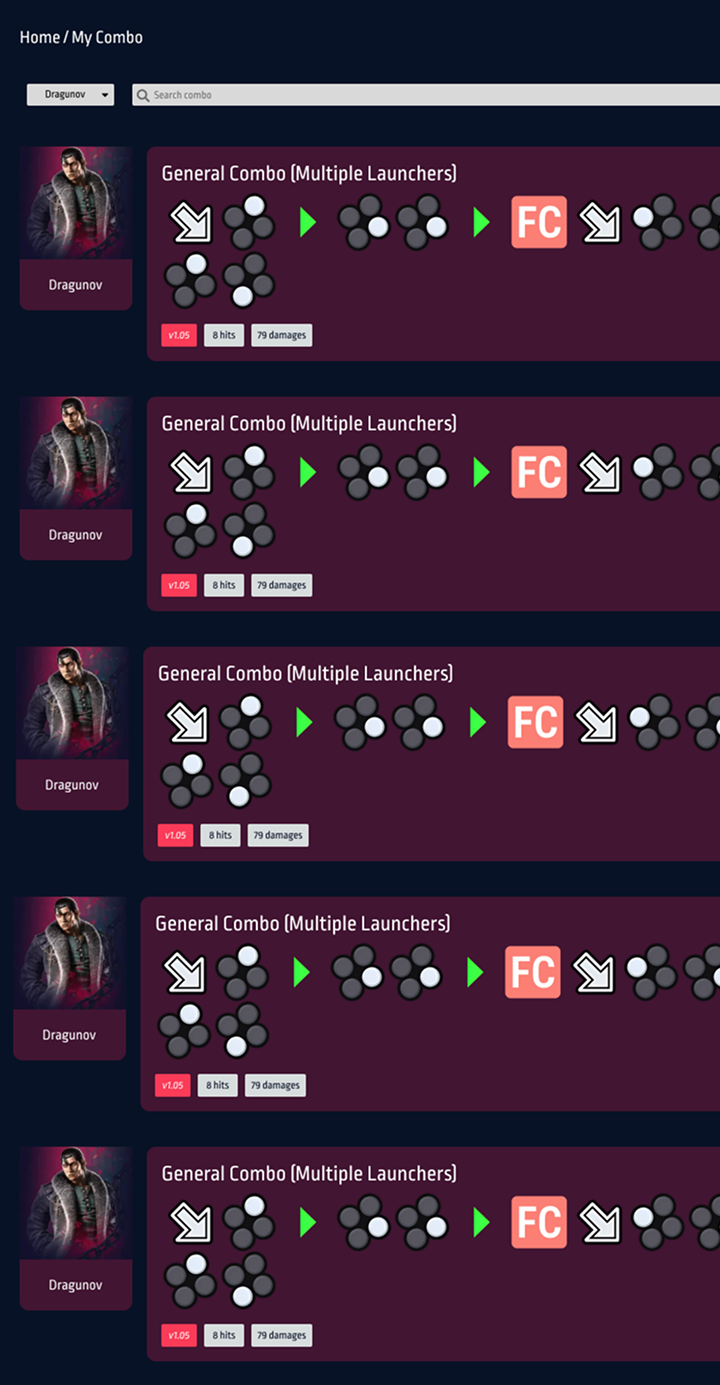 Home / My Combo
Dragunov
Search combo
General Combo (Multiple Launchers)
FC
Dragunov
v1.05
8 hits
79 damages
General Combo (Multiple Launchers)
FC
Dragunov
v1.05
8 hits
79 damages
General Combo (Multiple Launchers)
FC
Dragunov
v1.05
8 hits
79 damages
General Combo (Multiple Launchers)
FC
Dragunov
v1.05
8 hits
79 damages
General Combo (Multiple Launchers)
FC
Dragunov
v1.05
8 hits
79 damages